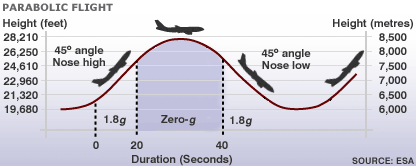 PARABOLIC FLIGHT
Height (feet)
Height (metres)
28,210
26,250
24,610
22,960
21,320
19,680
8,500
8,000
7,500
7,000
6,500
6,000
45° angle
Nose high
45° angle
Nose low
1.8g
Zero-g
1.8g
0
20
40
Duration (Seconds)
SOURCE: ESA